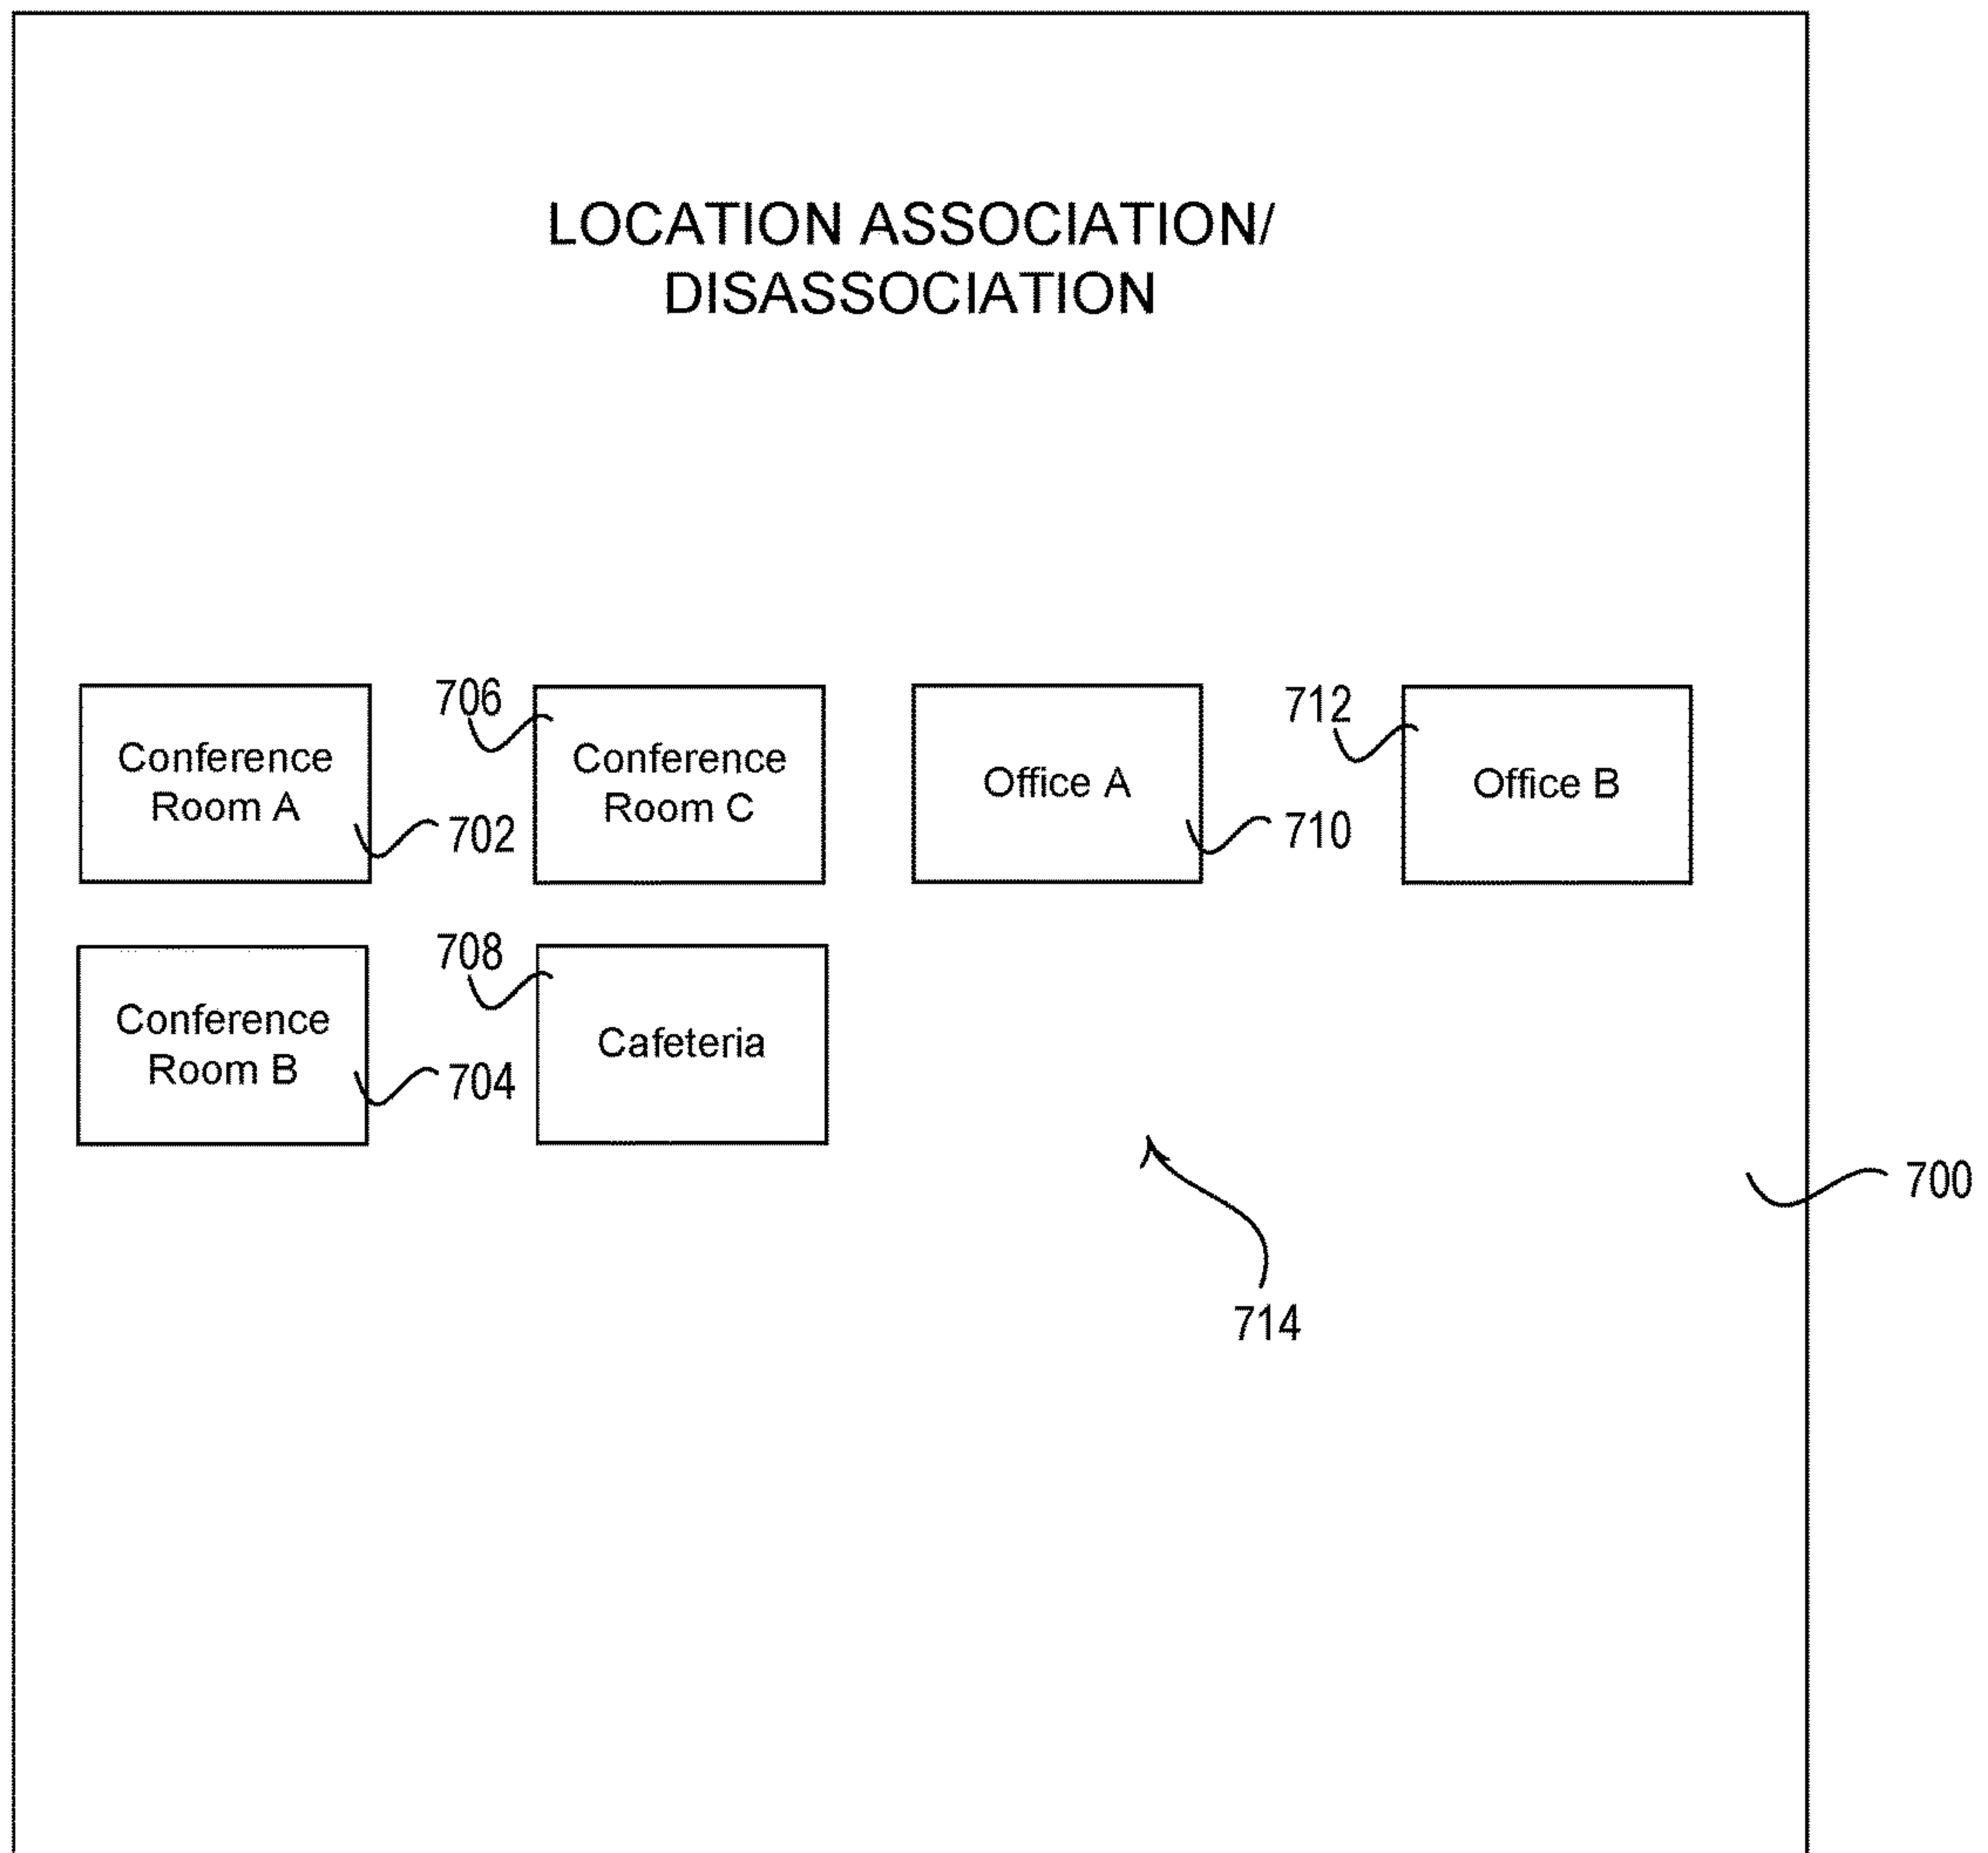 LOCATION ASSOCIATION/
DISASSOCIATION
Conference
Room A
702
706
Conference
Room C
Office A
710
712
Office B
Conference
Room B
704
708
Cafeteria
700
714